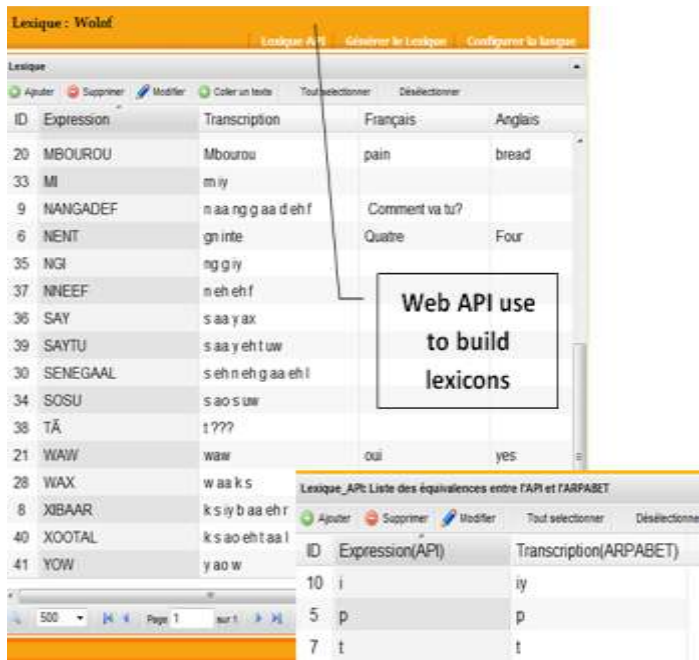 Lexique : Wolof
Lexique API Générer le Lexique Configurer la langue
Lexique
Ajouter Supprimer Modifier Coller un texte Tout selectionner Désélectionner
ID Expression Transcription Français Anglais
20 MBOUROU Mbourou pain bread
33 MI m iy
9 NANGADEF n aa ng g aa d eh f Comment va tu?
6 NENT gn inte Quatre Four
35 NGI ng g iy
37 NNEEF n eh eh f
36 SAY s aa y ax
39 SAYTU s aa y eh t uw
30 SENEGAAL s eh n eh g aa eh l
34 SOSU s ao s uw
38 TÃ t ???
21 WAW waw oui yes
28 WAX w aa k s
8 XIBAAR k s iy b aa eh r
40 XOOTAL k s ao eh t aa l
41 YOW y ao w
500 Page 1 sur 1
Web API use
to build
lexicons
Lexique_API: Liste des équivalences entre l'API et l'ARPABET
Ajouter Supprimer Modifier Tout selectionner Désélectionne
ID Expression(API) Transcription(ARPABET)
10 i iy
5 p p
7 t t